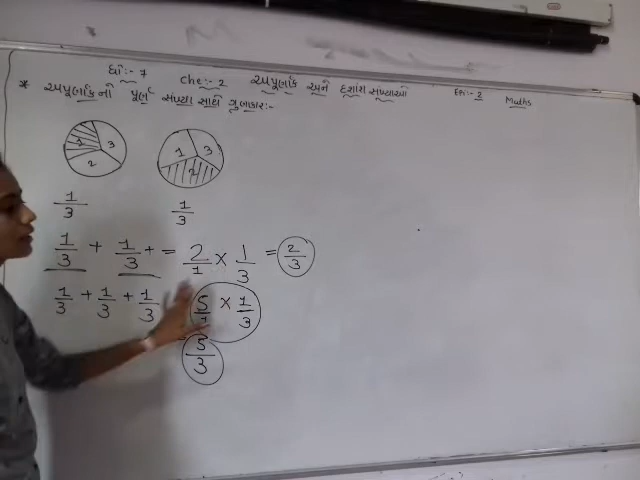 ધો:- 7 Che:- 2 અપૂર્ણાંક અને દશાંશ સંખ્યાઓ Epi:- 2 Maths
* અપૂર્ણાંકનો પૂર્ણ સંખ્યા સાથે ગુણાકાર:-
1 3 2
1 3 2
1/3 1/3
1/3 + 1/3 + = 2/1 × 1/3 = 2/3
1/3 + 1/3 + 1/3 5/1 × 1/3
5/3